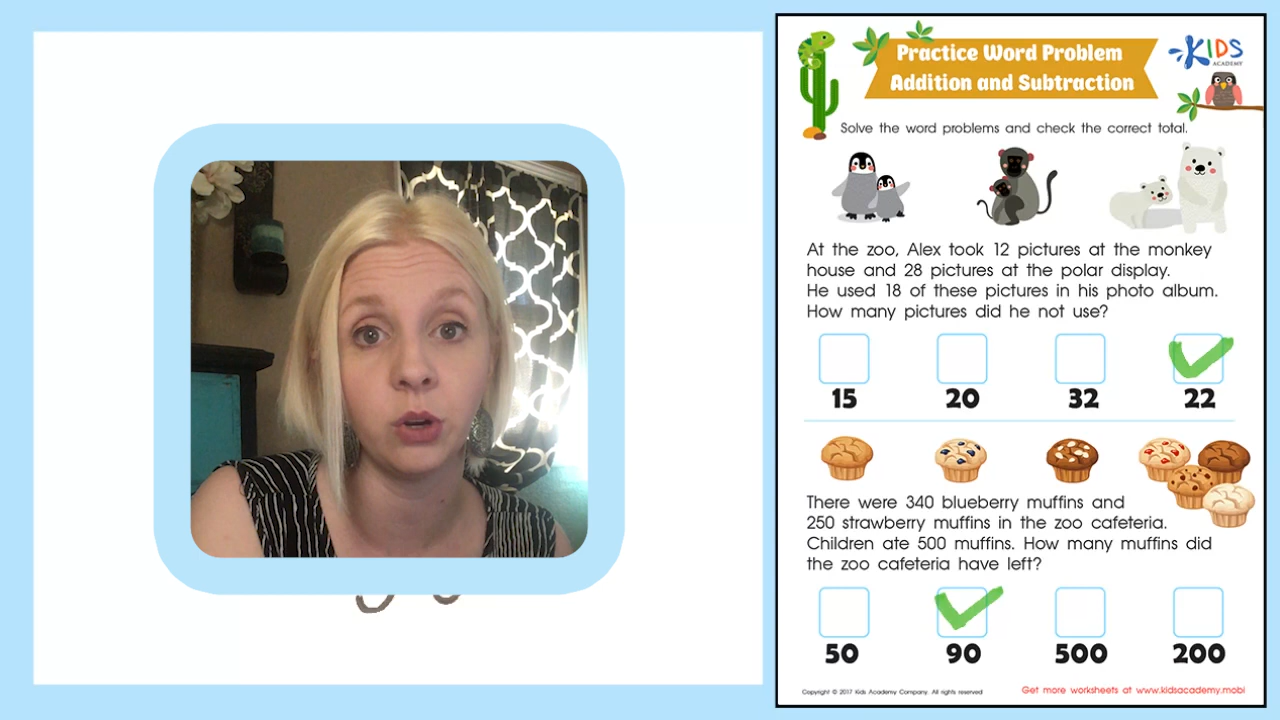 Practice Word Problem
Addition and Subtraction
KIDS
ACADEMY
Solve the word problems and check the correct total.
At the zoo, Alex took 12 pictures at the monkey
house and 28 pictures at the polar display.
He used 18 of these pictures in his photo album.
How many pictures did he not use?
15 20 32 22
There were 340 blueberry muffins and
250 strawberry muffins in the zoo cafeteria.
Children ate 500 muffins. How many muffins did
the zoo cafeteria have left?
50 90 500 200
Copyright © 2017 Kids Academy Company. All rights reserved
Get more worksheets at www.kidsacademy.mobi